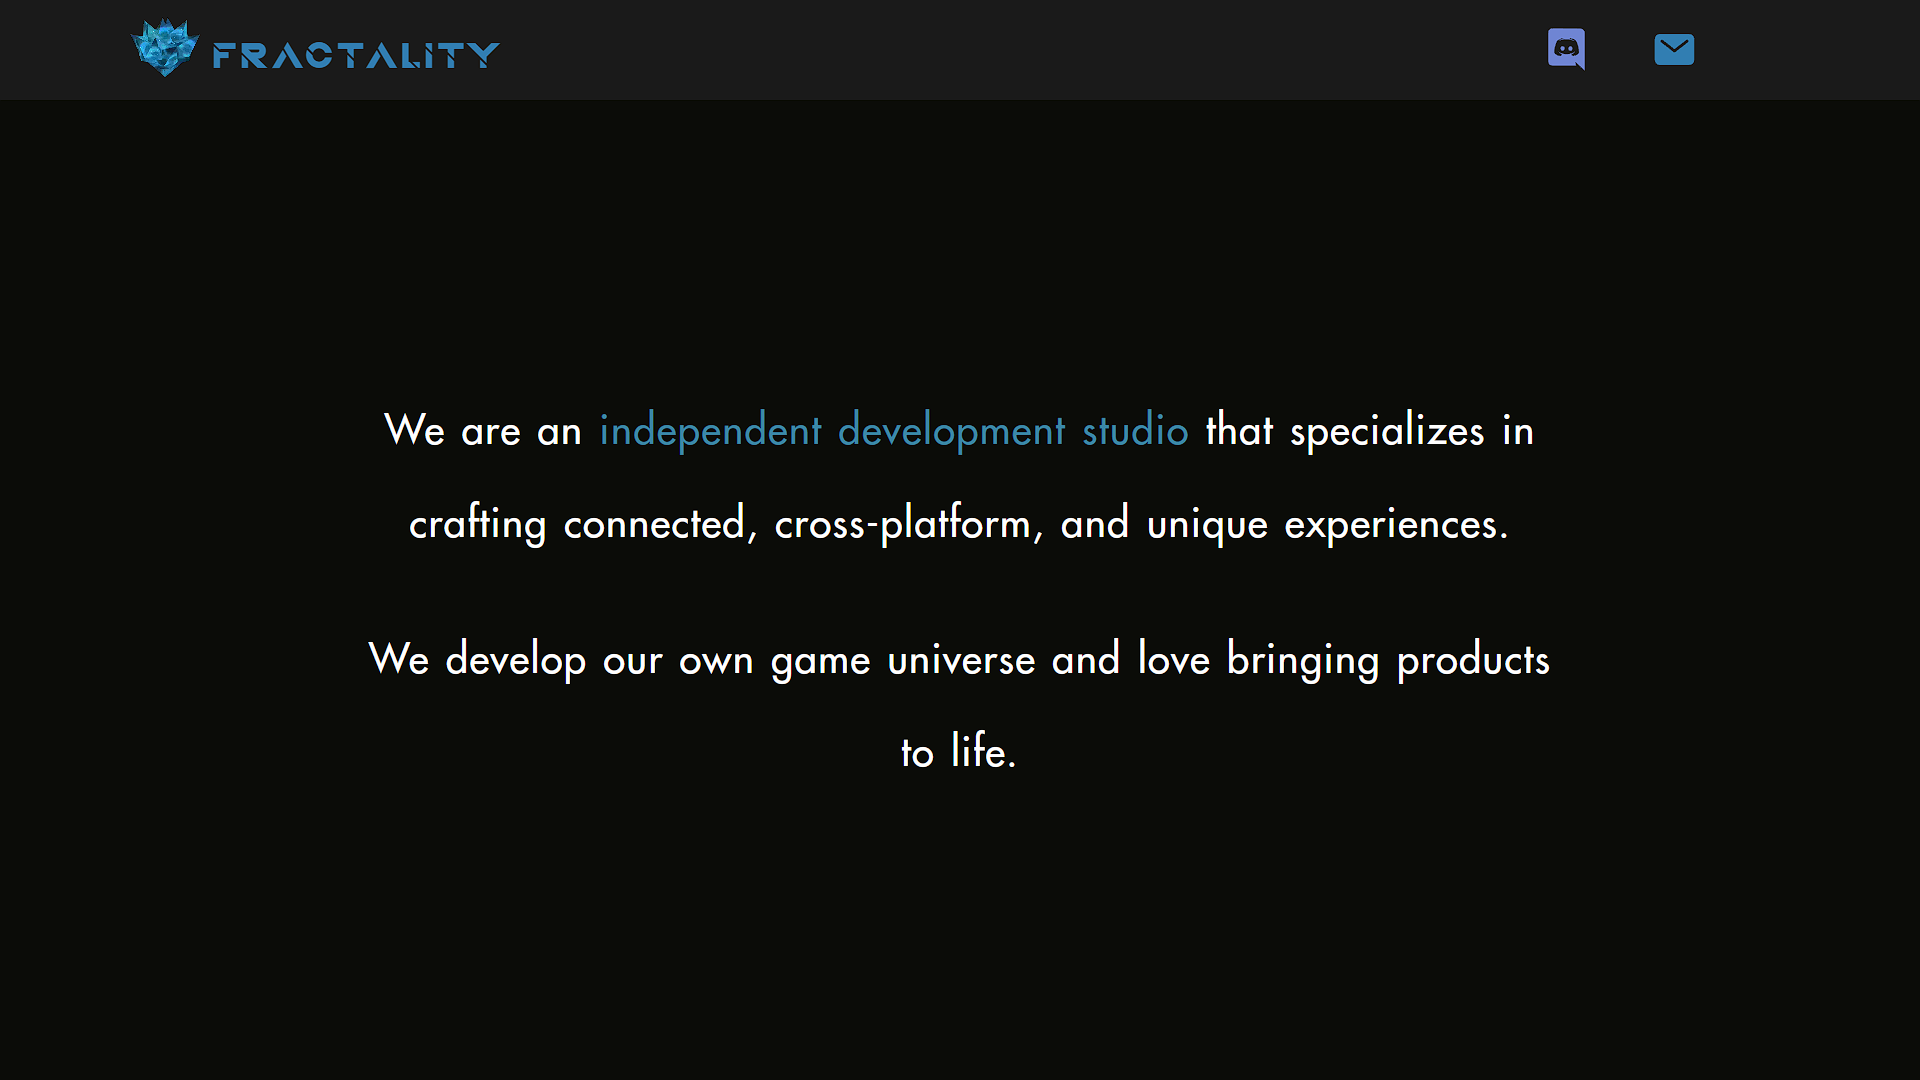 FRACTALITY
We are an independent development studio that specializes in
crafting connected, cross-platform, and unique experiences.
We develop our own game universe and love bringing products
to life.